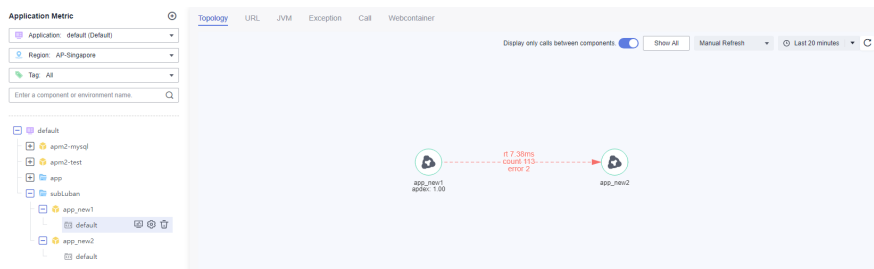 Application Metric
Application: default (Default)
Region: AP-Singapore
Tag: All
Enter a component or environment name.
default
apm2-mysql
apm2-test
app
subLuban
app_new1
default
app_new2
default
Topology URL JVM Exception Call Webcontainer
Display only calls between components. Show All Manual Refresh Last 20 minutes
rt 7.38ms
count 113
error 2
app_new1
apdex: 1.00
app_new2